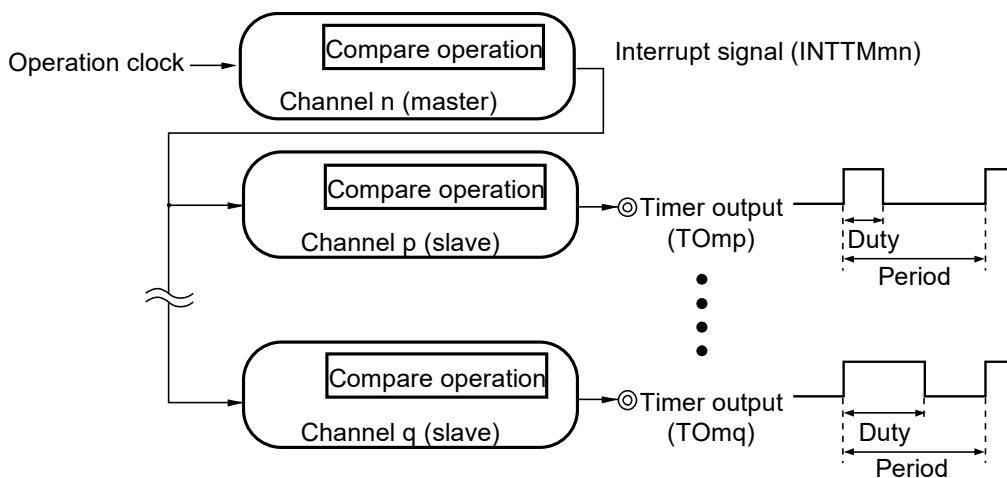 Compare operation
Operation clock
Interrupt signal (INTTMmn)
Channel n (master)
Compare operation
Channel p (slave)
Timer output
(TOmp)
Duty
Period
Compare operation
Channel q (slave)
Timer output
(TOmq)
Duty
Period